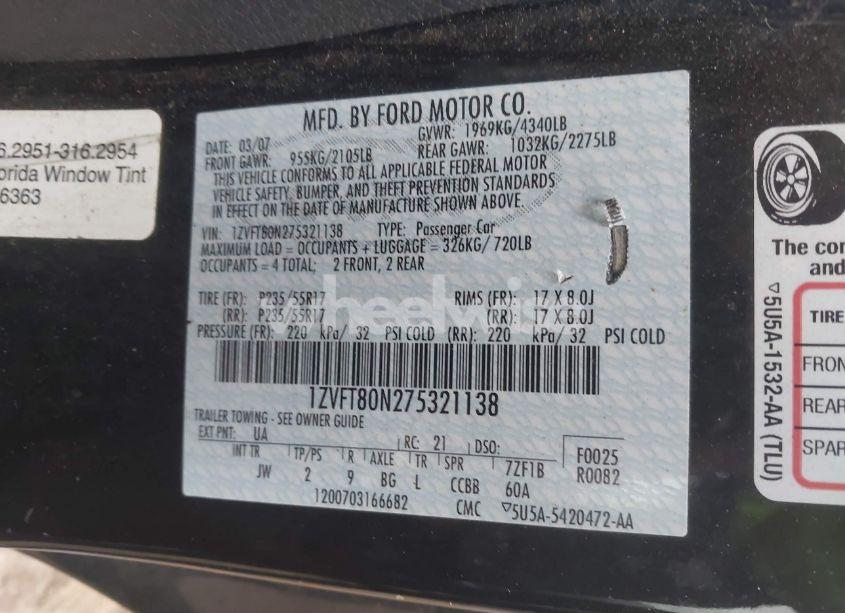 6.2951-316.2954
orida Window Tint
6363
MFD. BY FORD MOTOR CO.
DATE: 03/07 GVWR: 1969KG/4340LB
FRONT GAWR: 955KG/2105LB REAR GAWR: 1032KG/2275LB
THIS VEHICLE CONFORMS TO ALL APPLICABLE FEDERAL MOTOR
VEHICLE SAFETY, BUMPER, AND THEFT PREVENTION STANDARDS
IN EFFECT ON THE DATE OF MANUFACTURE SHOWN ABOVE.
VIN: 1ZVFT80N275321138 TYPE: Passenger Car
MAXIMUM LOAD = OCCUPANTS + LUGGAGE = 326KG/ 720LB
OCCUPANTS = 4 TOTAL; 2 FRONT, 2 REAR
TIRE (FR): P235/55R17 RIMS (FR): 17 X 8.0J
(RR): P235/55R17 (RR): 17 X 8.0J
PRESSURE (FR): 220 kPa/ 32 PSI COLD (RR): 220 kPa/ 32 PSI COLD
1ZVFT80N275321138
TRAILER TOWING - SEE OWNER GUIDE
EXT PNT: UA RC: 21 DSO: F0025
INT TR TP/PS R AXLE TR SPR 7ZF1B R0082
JW 2 9 BG L CCBB 60A
1200703166682 CMC ▽5U5A-5420472-AA
▽5U5A-1532-AA (TLU)
The con
and
TIRE
FRON
REAR
SPAR